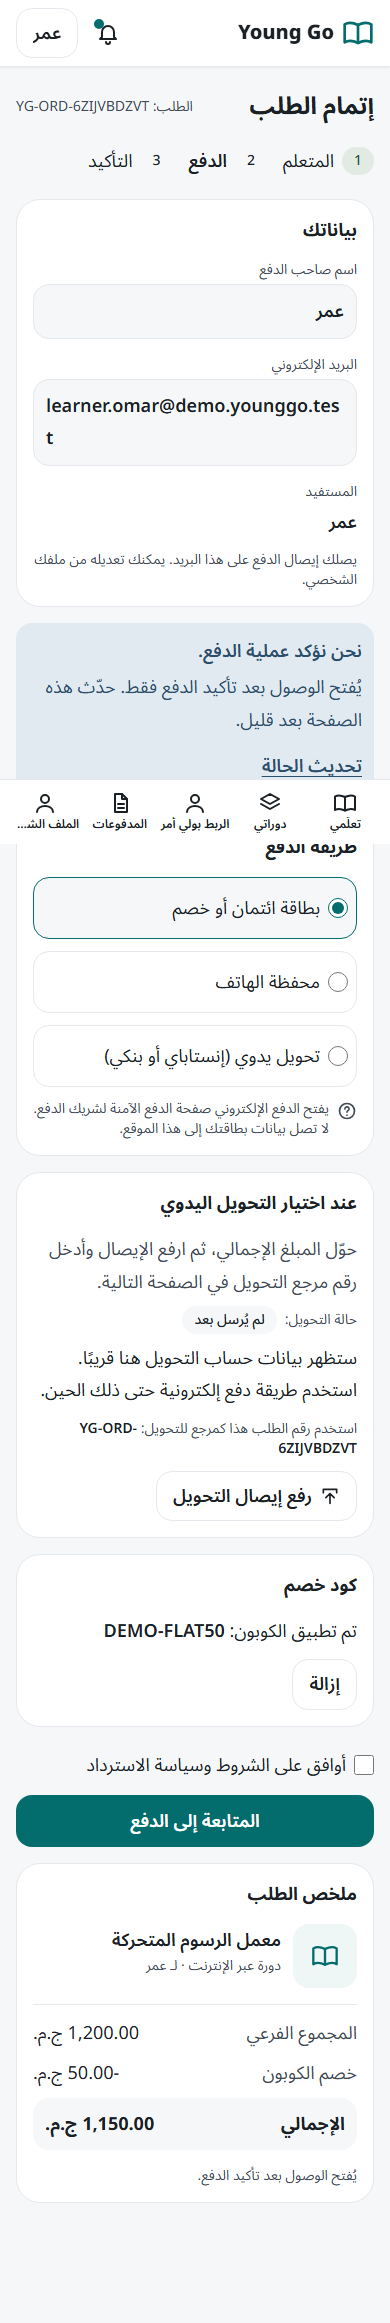 Young Go
عمر
إتمام الطلب
الطلب: YG-ORD-6ZIJVBDZVT
1 المتعلم 2 الدفع 3 التأكيد
بياناتك
اسم صاحب الدفع
عمر
البريد الإلكتروني
learner.omar@demo.younggo.tes
t
المستفيد
عمر
يصلك إيصال الدفع على هذا البريد. يمكنك تعديله من ملفك
الشخصي.
نحن نؤكد عملية الدفع.
يُفتح الوصول بعد تأكيد الدفع فقط. حدّث هذه
الصفحة بعد قليل.
تحديث الحالة
تعلّمي
دوراتي
الربط بولي أمر
المدفوعات
الملف الشـ...
طريقة الدفع
بطاقة ائتمان أو خصم
محفظة الهاتف
تحويل يدوي (إنستاباي أو بنكي)
يفتح الدفع الإلكتروني صفحة الدفع الآمنة لشريك الدفع.
لا تصل بيانات بطاقتك إلى هذا الموقع.
عند اختيار التحويل اليدوي
حوّل المبلغ الإجمالي، ثم ارفع الإيصال وأدخل
رقم مرجع التحويل في الصفحة التالية.
حالة التحويل: لم يُرسل بعد
ستظهر بيانات حساب التحويل هنا قريبًا.
استخدم طريقة دفع إلكترونية حتى ذلك الحين.
استخدم رقم الطلب هذا كمرجع للتحويل: YG-ORD-
6ZIJVBDZVT
رفع إيصال التحويل
كود خصم
تم تطبيق الكوبون: DEMO-FLAT50
إزالة
أوافق على الشروط وسياسة الاسترداد
المتابعة إلى الدفع
ملخص الطلب
معمل الرسوم المتحركة
دورة عبر الإنترنت · لـ عمر
المجموع الفرعي 1,200.00 ج.م.
خصم الكوبون -50.00 ج.م.
الإجمالي 1,150.00 ج.م.
يُفتح الوصول بعد تأكيد الدفع.